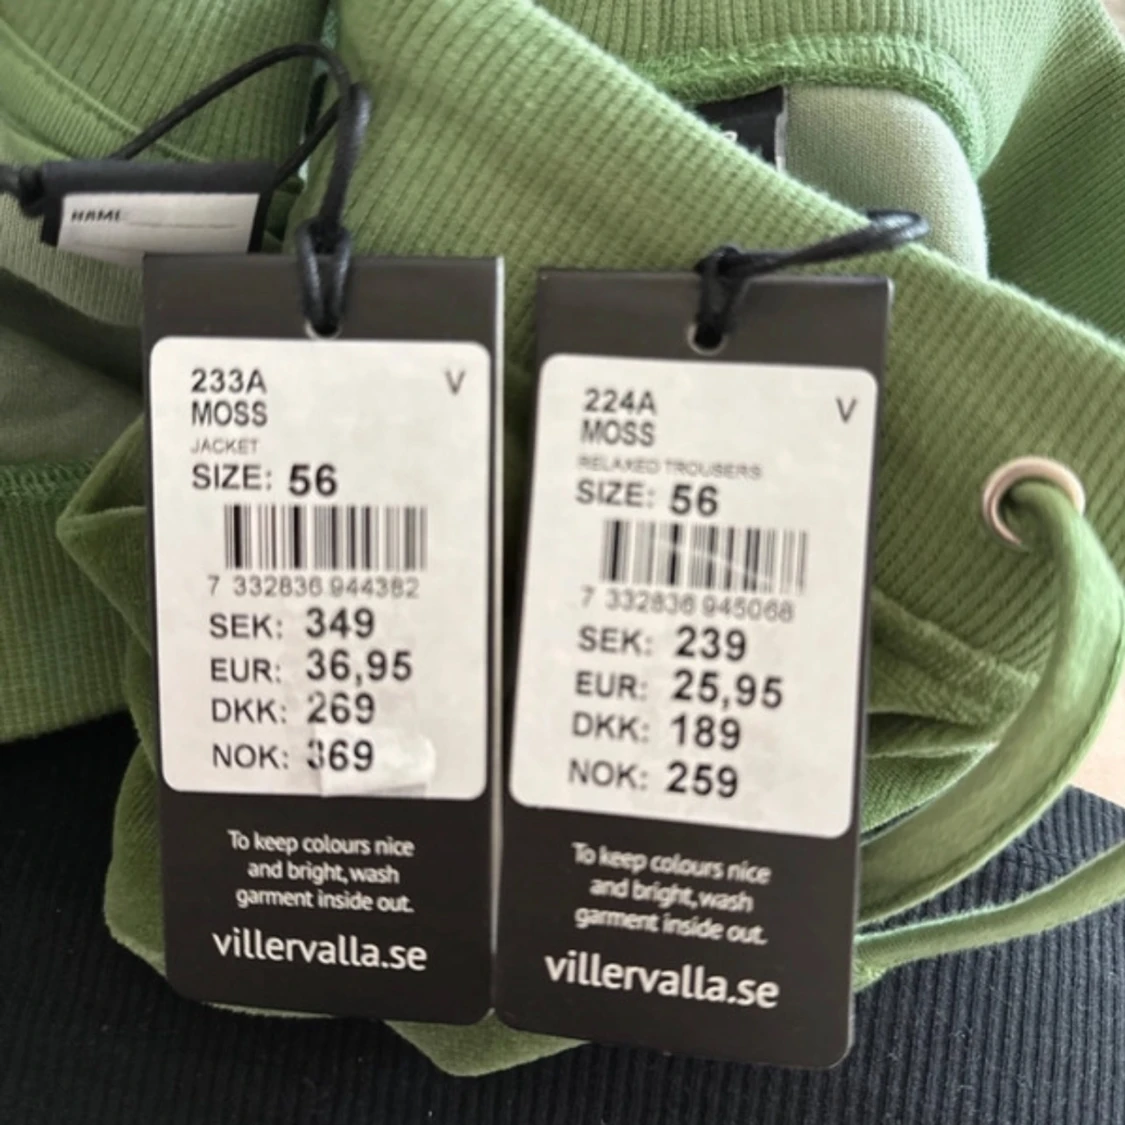 NAME:
233A
V
MOSS
JACKET
SIZE: 56
7 332836 944382
SEK: 349
EUR: 36,95
DKK: 269
NOK: 369
To keep colours nice
and bright, wash
garment inside out.
villervalla.se
224A
V
MOSS
RELAXED TROUSERS
SIZE: 56
7 332836 945068
SEK: 239
EUR: 25,95
DKK: 189
NOK: 259
To keep colours nice
and bright, wash
garment inside out.
villervalla.se